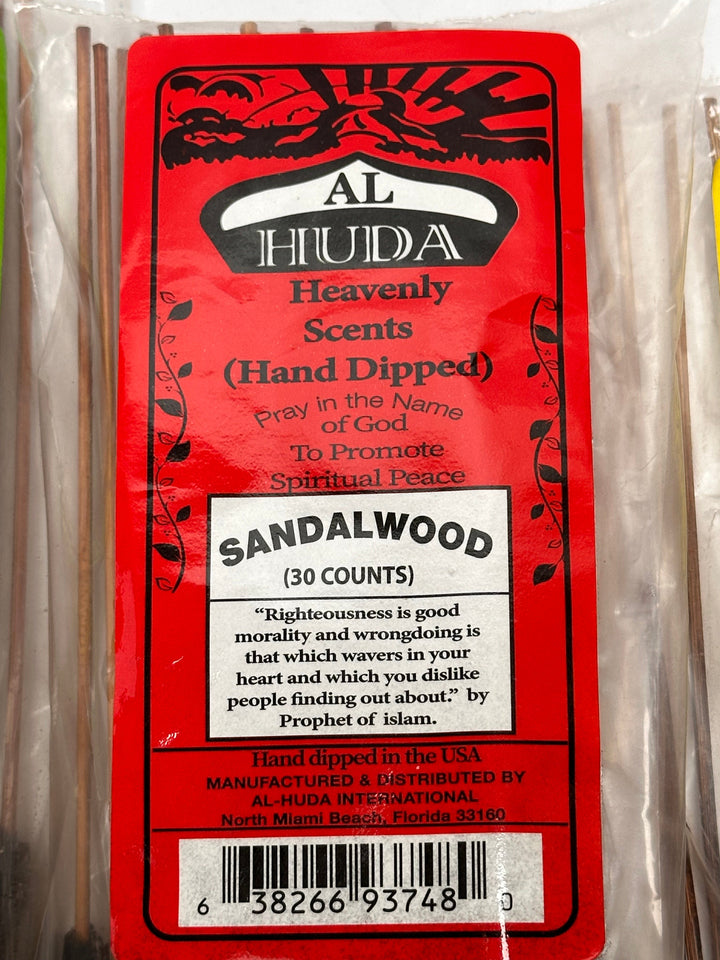 AL
HUDA
Heavenly
Scents
(Hand Dipped)
Pray in the Name
of God
To Promote
Spiritual Peace
SANDALWOOD
(30 COUNTS)
“Righteousness is good
morality and wrongdoing is
that which wavers in your
heart and which you dislike
people finding out about.” by
Prophet of islam.
Hand dipped in the USA
MANUFACTURED & DISTRIBUTED BY
AL-HUDA INTERNATIONAL
North Miami Beach, Florida 33160
6 38266 93748 0